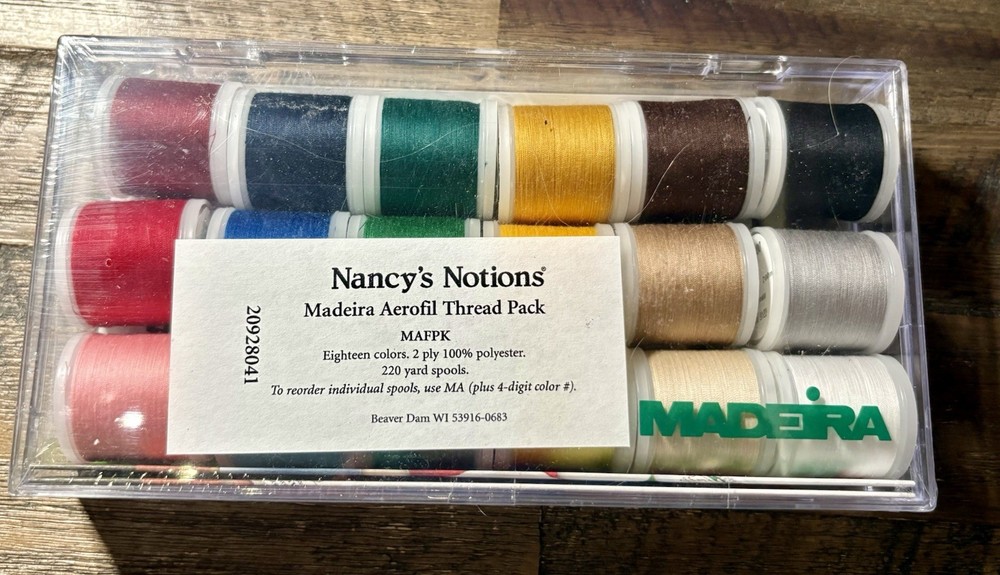 Nancy's Notions®
Madeira Aerofil Thread Pack
MAFPK
Eighteen colors. 2 ply 100% polyester.
220 yard spools.
To reorder individual spools, use MA (plus 4-digit color #).
Beaver Dam WI 53916-0683
20928041
MADEIRA